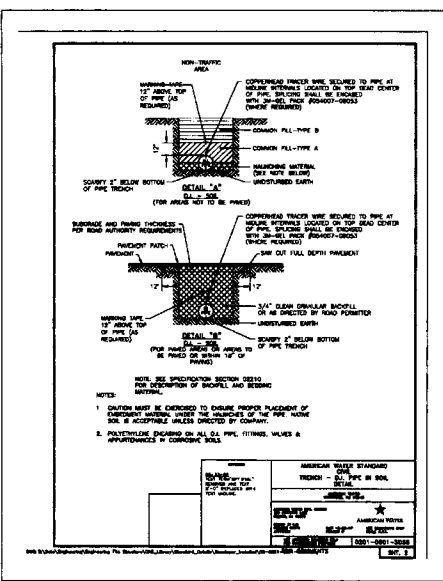 NON-TRAFFIC
AREA
MARKING TAPE
12" ABOVE TOP
OF PIPE (AS
REQUIRED)
COPPERHEAD TRACER WIRE SECURED TO PIPE AT
MIDLINE INTERVALS LOCATED ON TOP DEAD CENTER
OF PIPE. SPLICING SHALL BE ENCASED
WITH 3M-GEL PACK #054007-09053
(WHERE REQUIRED)
COMMON FILL-TYPE B
COMMON FILL-TYPE A
12"
HAUNCHING MATERIAL
(SEE NOTE BELOW)
UNDISTURBED EARTH
SCARIFY 2" BELOW BOTTOM
OF PIPE TRENCH
DETAIL "A"
D.I. - SOIL
(FOR AREAS NOT TO BE PAVED)
SUBGRADE AND PAVING THICKNESS
PER ROAD AUTHORITY REQUIREMENTS
COPPERHEAD TRACER WIRE SECURED TO PIPE AT
MIDLINE INTERVALS LOCATED ON TOP DEAD CENTER
OF PIPE. SPLICING SHALL BE ENCASED
WITH 3M-GEL PACK #054007-09053
(WHERE REQUIRED)
PAVEMENT PATCH
PAVEMENT
SAW CUT FULL DEPTH PAVEMENT
12"
12"
MARKING TAPE
12" ABOVE TOP
OF PIPE (AS
REQUIRED)
3/4" CLEAN GRANULAR BACKFILL
OR AS DIRECTED BY ROAD PERMITTER
UNDISTURBED EARTH
SCARIFY 2" BELOW BOTTOM
OF PIPE TRENCH
DETAIL "B"
D.I. - SOIL
(FOR PAVED AREAS OR AREAS TO
BE PAVED OR WITHIN 18" OF
PAVING)
NOTE: SEE SPECIFICATION SECTION 02210
FOR DESCRIPTION OF BACKFILL AND BEDDING
MATERIAL.
NOTES:
1 CAUTION MUST BE EXERCISED TO ENSURE PROPER PLACEMENT OF
EMBEDMENT MATERIAL UNDER THE HAUNCHES OF THE PIPE. NATIVE
SOIL IS ACCEPTABLE UNLESS DIRECTED BY COMPANY.
2. POLYETHYLENE ENCASING ON ALL D.I. PIPE, FITTINGS, VALVES &
APPURTENANCES IN CORROSIVE SOILS.
AMERICAN WATER STANDARD
CIVIL
TRENCH - D.I. PIPE IN SOIL
DETAIL
AMERICAN WATER
0201-0601-SD38
SHT. 2